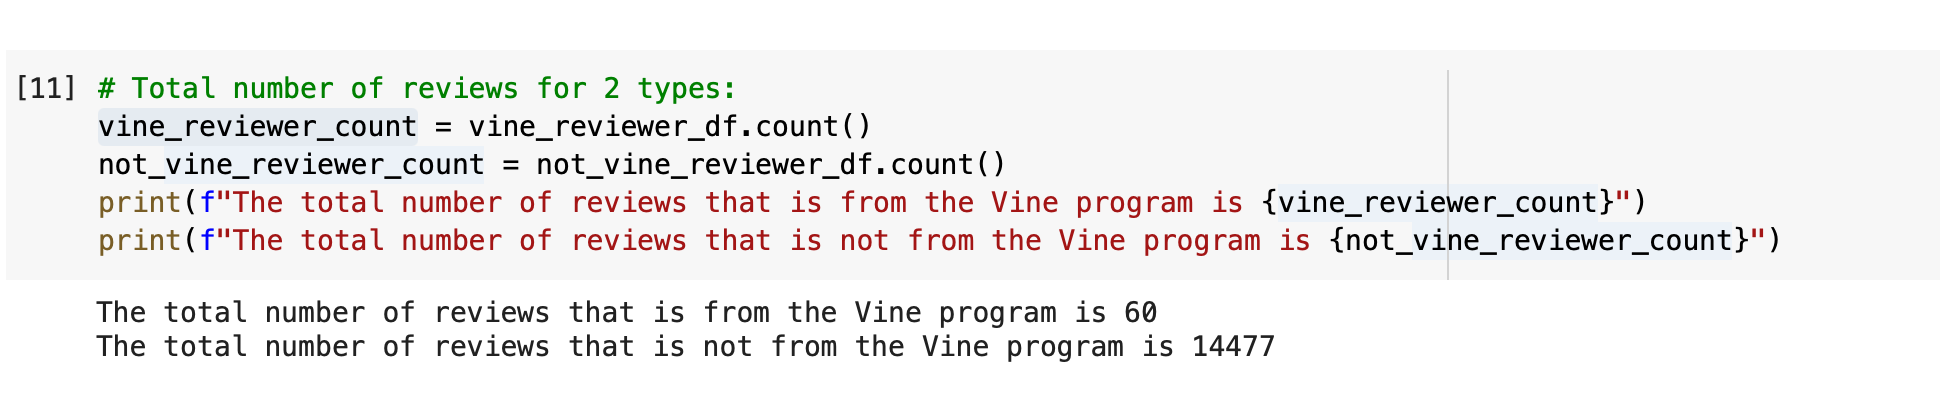 [11] # Total number of reviews for 2 types:
vine_reviewer_count = vine_reviewer_df.count()
not_vine_reviewer_count = not_vine_reviewer_df.count()
print(f"The total number of reviews that is from the Vine program is {vine_reviewer_count}")
print(f"The total number of reviews that is not from the Vine program is {not_vine_reviewer_count}")
The total number of reviews that is from the Vine program is 60
The total number of reviews that is not from the Vine program is 14477